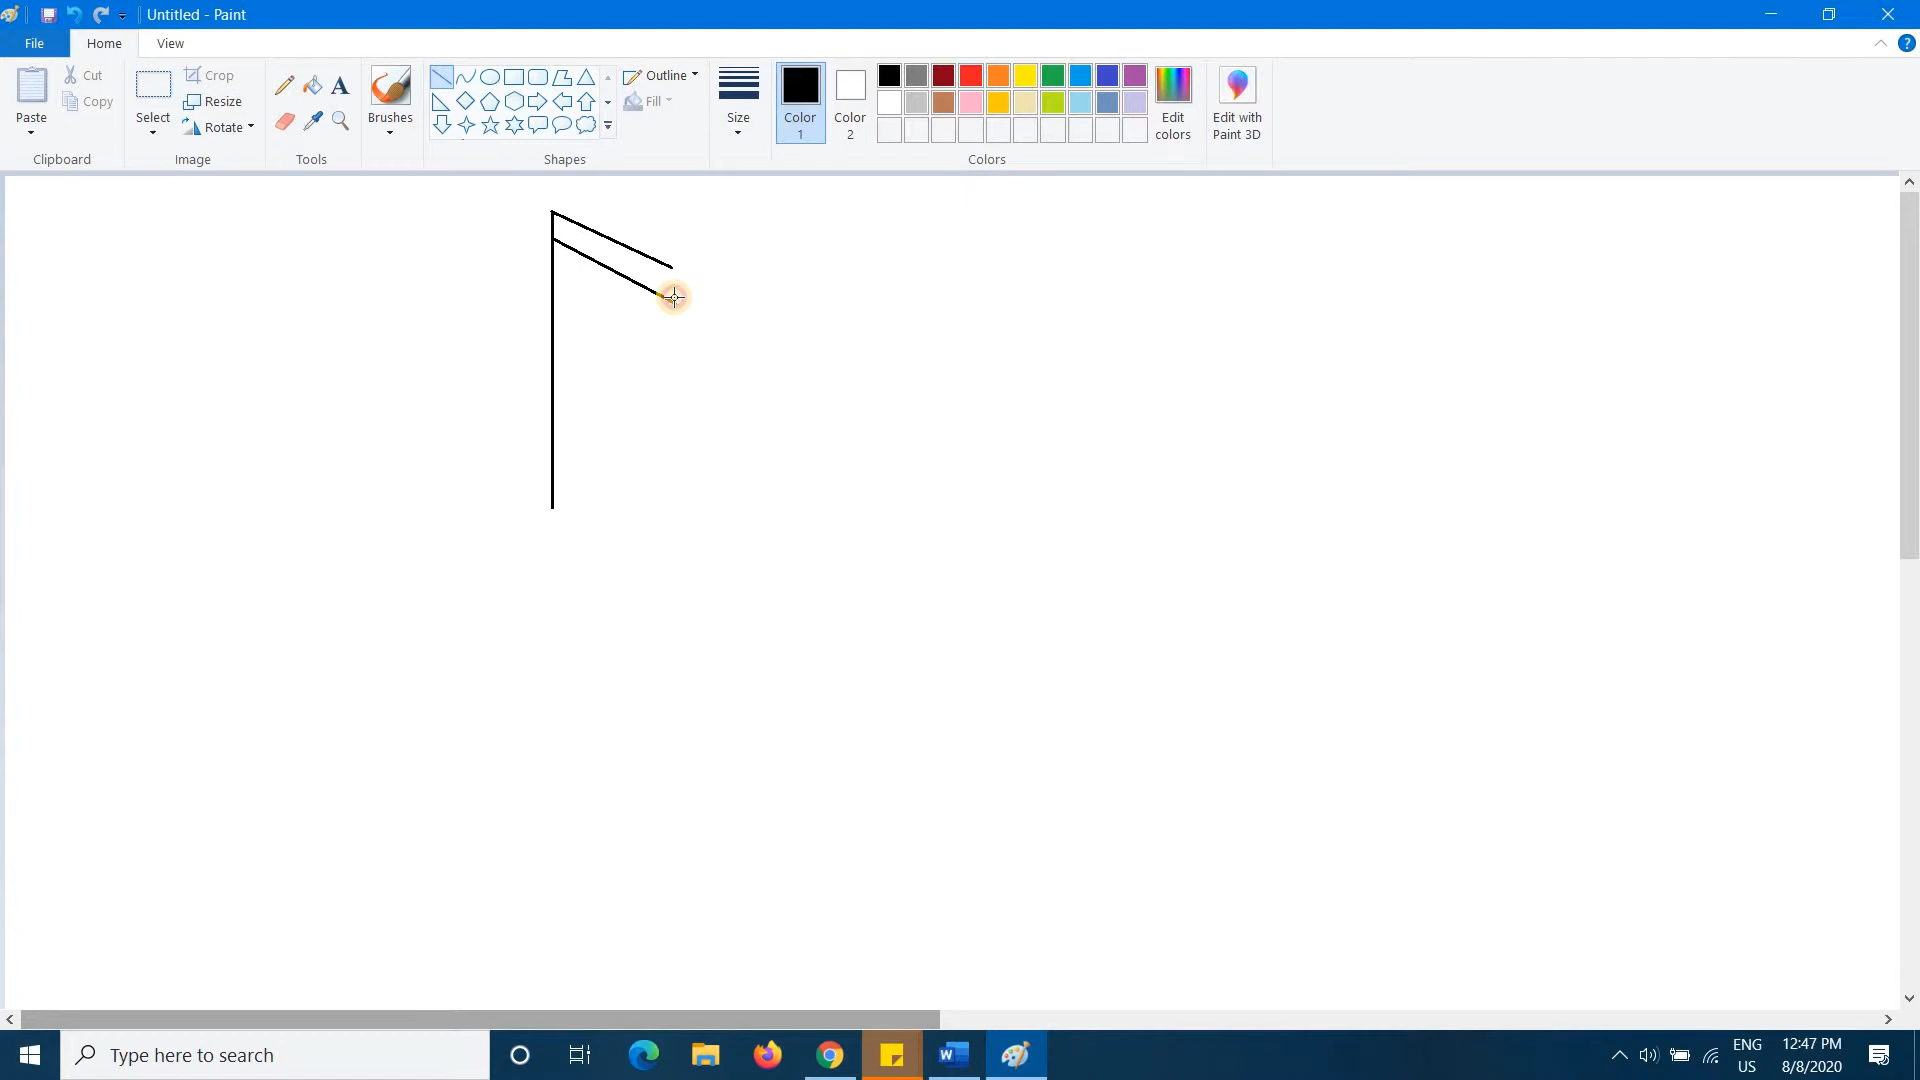 Untitled - Paint
File
Home
View
Paste
Cut
Copy
Clipboard
Select
Crop
Resize
Rotate
Image
A
Tools
Brushes
Outline
Fill
Shapes
Size
Color
1
Color
2
Edit
colors
Colors
Edit with
Paint 3D
?
Type here to search
W
ENG
US
12:47 PM
8/8/2020